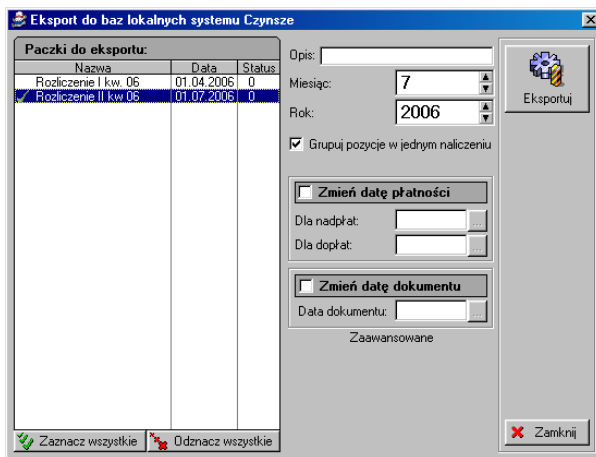 Eksport do baz lokalnych systemu Czynsze
Paczki do eksportu:
Nazwa Data Status
Rozliczenie I kw. 06 01.04.2006 0
Rozliczenie II kw 06 01.07.2006 0
Zaznacz wszystkie Odznacz wszystkie
Opis:
Miesiąc: 7
Rok: 2006
Grupuj pozycje w jednym naliczeniu
Zmień datę płatności
Dla nadpłat: ...
Dla dopłat: ...
Zmień datę dokumentu
Data dokumentu: ...
Zaawansowane
Eksportuj
Zamknij